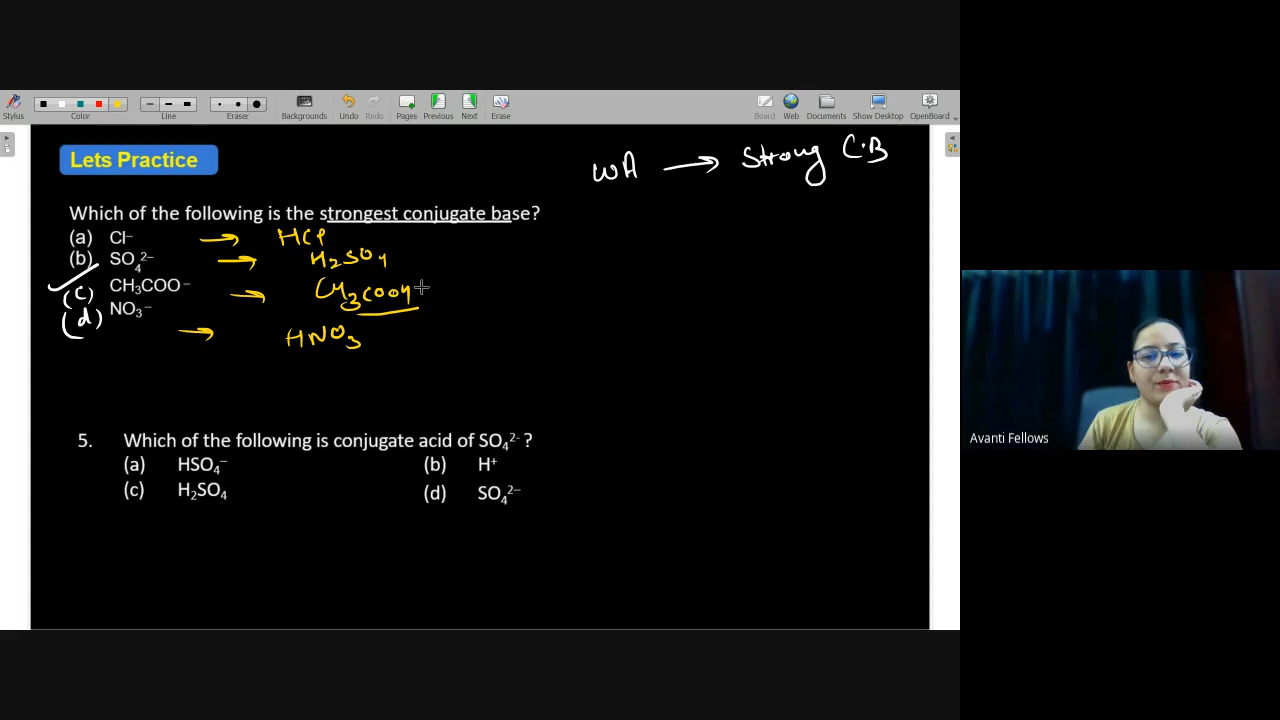 Stylus Color Line Eraser Backgrounds Undo Redo Pages Previous Next Erase Board Web Documents Show Desktop OpenBoard
Lets Practice
WA → Strong C.B
Which of the following is the strongest conjugate base?
(a) Cl⁻ → HCl
(b) SO₄²⁻ → H₂SO₄
(c) CH₃COO⁻ → CH₃COOH
(d) NO₃⁻ → HNO₃
5. Which of the following is conjugate acid of SO₄²⁻ ?
(a) HSO₄⁻ (b) H⁺
(c) H₂SO₄ (d) SO₄²⁻
Avanti Fellows